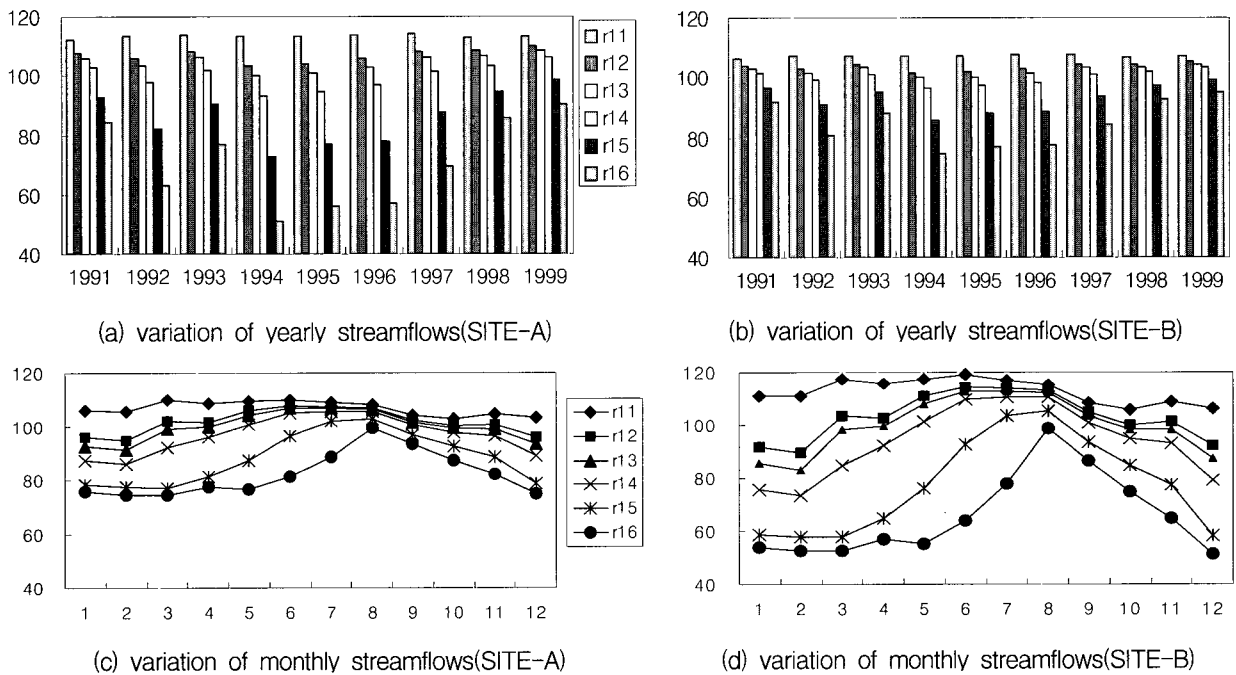 120
100
80
60
40
1991 1992 1993 1994 1995 1996 1997 1998 1999
r11
r12
r13
r14
r15
r16
(a) variation of yearly streamflows(SITE-A)
120
100
80
60
40
1991 1992 1993 1994 1995 1996 1997 1998 1999
(b) variation of yearly streamflows(SITE-B)
120
100
80
60
40
1 2 3 4 5 6 7 8 9 10 11 12
r11
r12
r13
r14
r15
r16
(c) variation of monthly streamflows(SITE-A)
120
100
80
60
40
1 2 3 4 5 6 7 8 9 10 11 12
(d) variation of monthly streamflows(SITE-B)